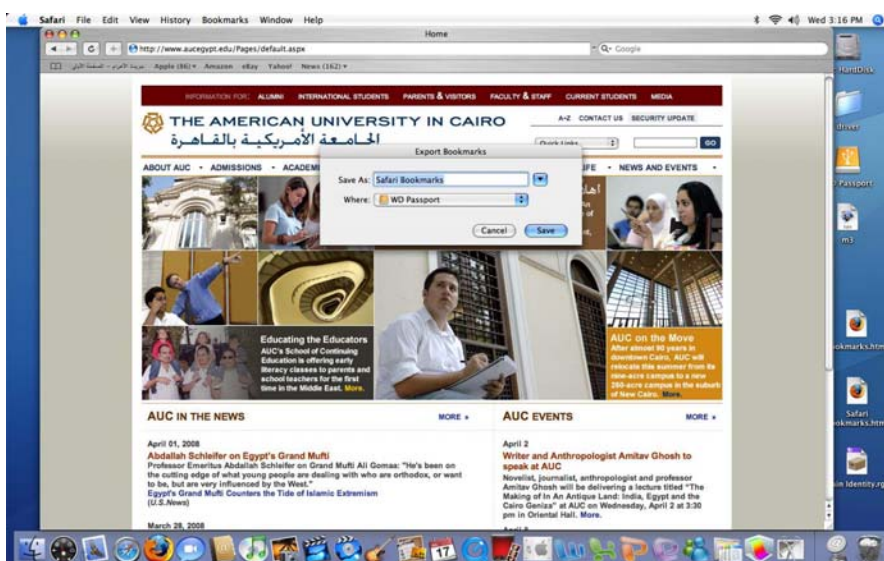 Safari File Edit View History Bookmarks Window Help
Wed 3:16 PM
Home
http://www.aucegypt.edu/Pages/default.aspx
Google
Apple (86) Amazon eBay Yahoo! News (162)
INFORMATION FOR: ALUMNI INTERNATIONAL STUDENTS PARENTS & VISITORS FACULTY & STAFF CURRENT STUDENTS MEDIA
THE AMERICAN UNIVERSITY IN CAIRO
الجامعة الأمريكية بالقاهرة
A-Z CONTACT US SECURITY UPDATE
Quick Links
GO
ABOUT AUC • ADMISSIONS • ACADEMI
IFE • NEWS AND EVENTS •
Export Bookmarks
Save As: Safari Bookmarks
Where: WD Passport
Cancel Save
HardDisk
driver
Passport
m3
Educating the Educators
AUC's School of Continuing
Education is offering early
literacy classes to parents and
school teachers for the first
time in the Middle East. More.
AUC on the Move
After almost 90 years in
downtown Cairo, AUC will
relocate this summer from its
nine-acre campus to a new
260-acre campus in the suburb
of New Cairo. More.
ookmarks.htm
Safari
ookmarks.htm
ain Identity.rg
AUC IN THE NEWS MORE »
April 01, 2008
Abdallah Schleifer on Egypt's Grand Mufti
Professor Emeritus Abdallah Schleifer on Grand Mufti Ali Gomaa: "He's been on
the cutting edge of what young people are dealing with who are orthodox, or want
to be, but are very influenced by the West."
Egypt's Grand Mufti Counters the Tide of Islamic Extremism
(U.S.News)
March 28, 2008
AUC EVENTS MORE »
April 2
Writer and Anthropologist Amitav Ghosh to
speak at AUC
Novelist, journalist, anthropologist and professor
Amitav Ghosh will be delivering a lecture titled "The
Making of In An Antique Land: India, Egypt and the
Cairo Geniza" at AUC on Wednesday, April 2 at 3:30
pm in Oriental Hall. More.
17